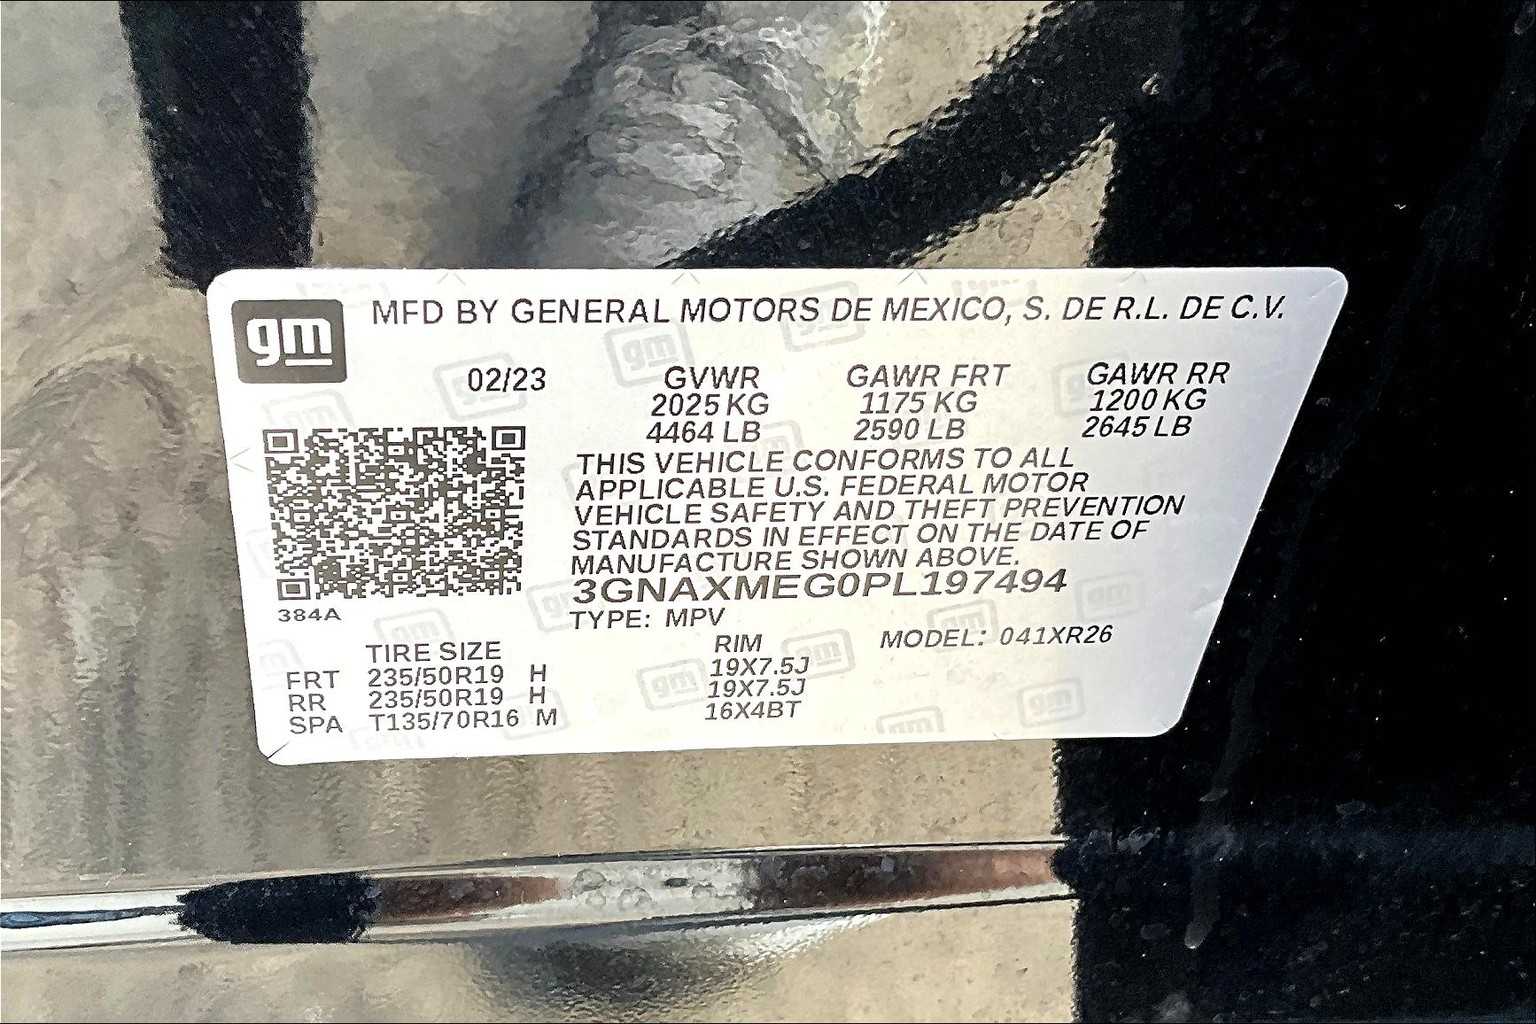 gm MFD BY GENERAL MOTORS DE MEXICO, S. DE R.L. DE C.V.
02/23 GVWR GAWR FRT GAWR RR
2025 KG 1175 KG 1200 KG
4464 LB 2590 LB 2645 LB
THIS VEHICLE CONFORMS TO ALL
APPLICABLE U.S. FEDERAL MOTOR
VEHICLE SAFETY AND THEFT PREVENTION
STANDARDS IN EFFECT ON THE DATE OF
MANUFACTURE SHOWN ABOVE.
3GNAXMEG0PL197494
384A TYPE: MPV
MODEL: 041XR26
TIRE SIZE RIM
FRT 235/50R19 H 19X7.5J
RR 235/50R19 H 19X7.5J
SPA T135/70R16 M 16X4BT